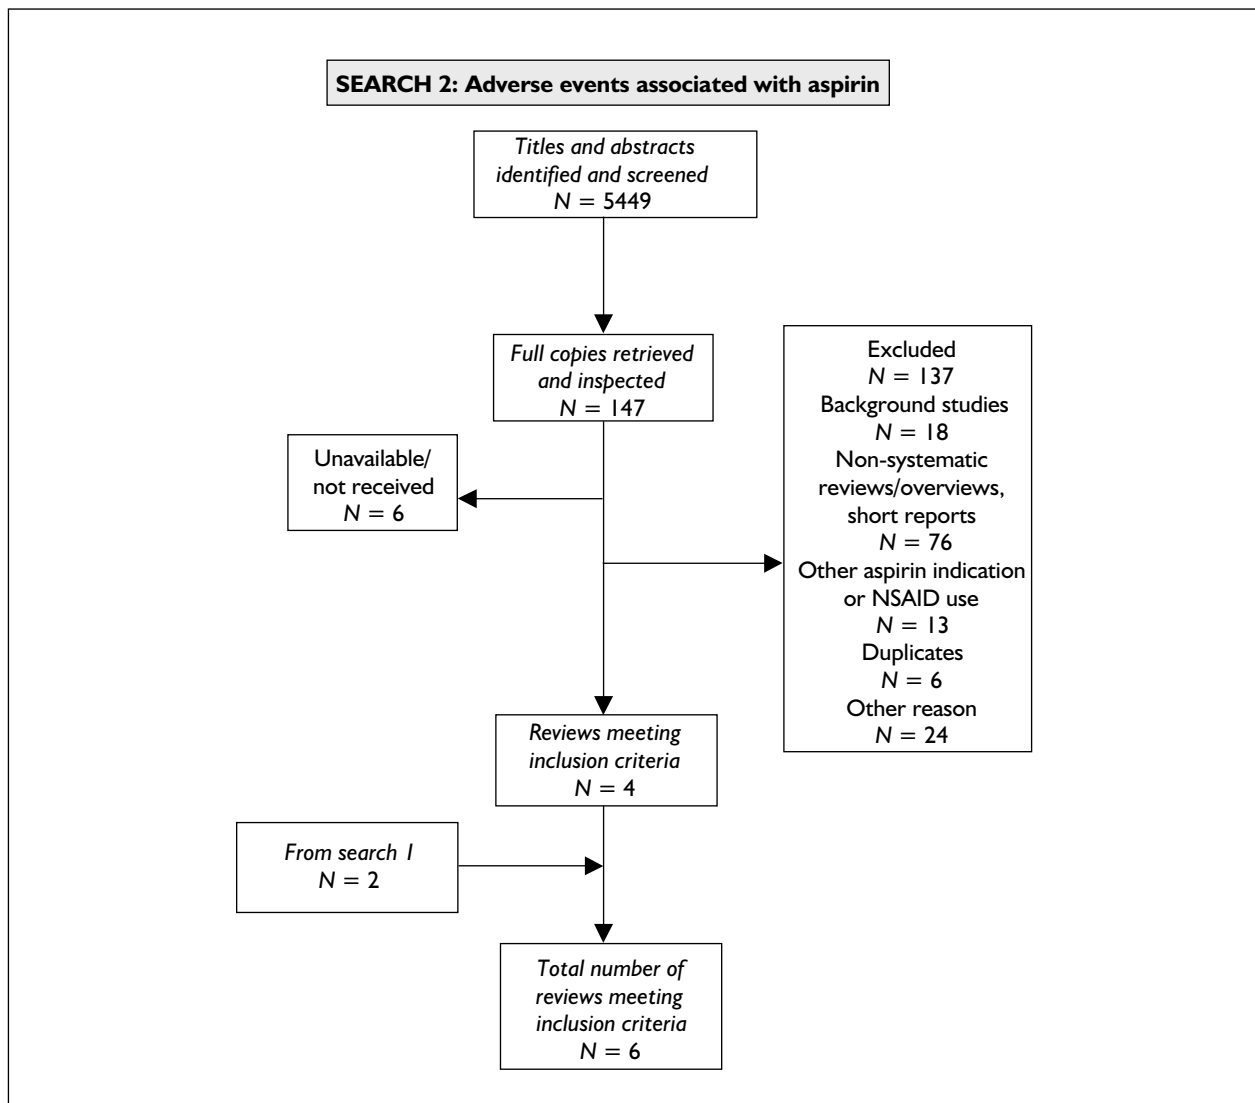 SEARCH 2: Adverse events associated with aspirin
Titles and abstracts
identified and screened
N = 5449
Full copies retrieved
and inspected
N = 147
Unavailable/
not received
N = 6
Excluded
N = 137
Background studies
N = 18
Non-systematic
reviews/overviews,
short reports
N = 76
Other aspirin indication
or NSAID use
N = 13
Duplicates
N = 6
Other reason
N = 24
Reviews meeting
inclusion criteria
N = 4
From search 1
N = 2
Total number of
reviews meeting
inclusion criteria
N = 6